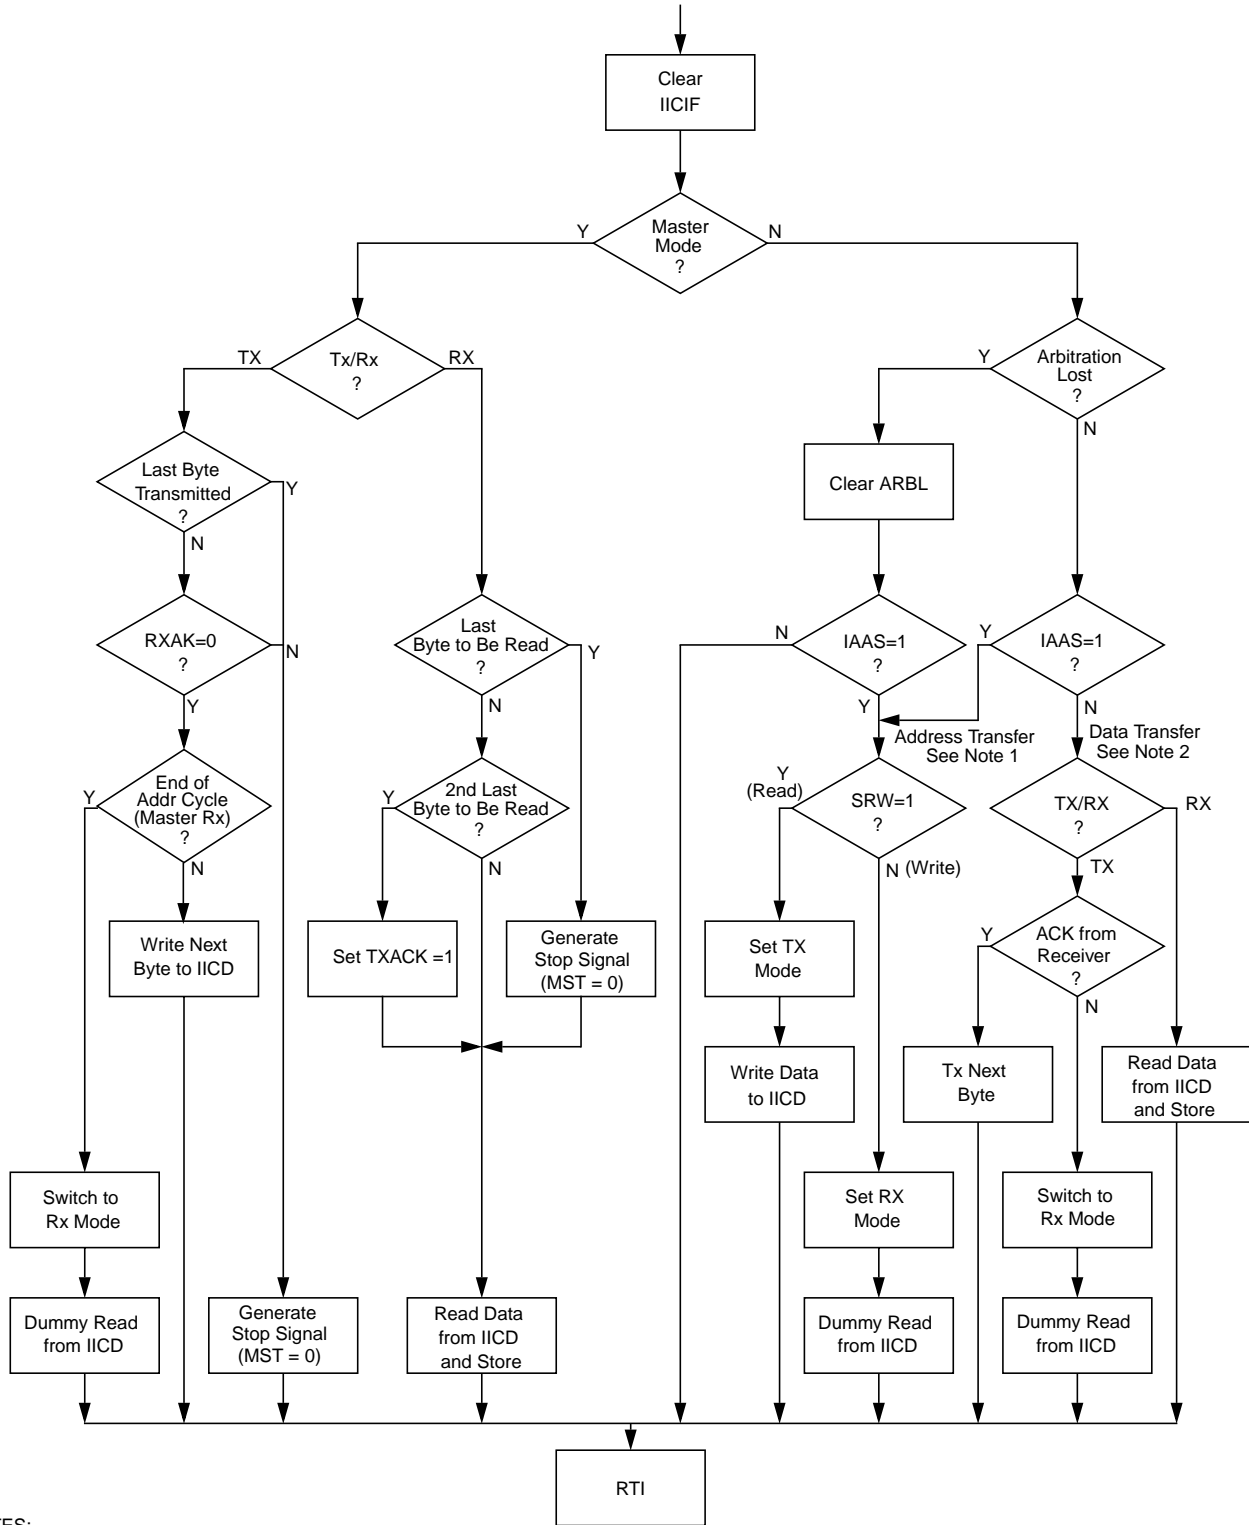 Clear
IICIF
Master
Mode
?
Y
N
Tx/Rx
?
TX
RX
Arbitration
Lost
?
Y
N
Last Byte
Transmitted
?
Y
N
Clear ARBL
RXAK=0
?
N
Y
Last
Byte to Be Read
?
Y
N
IAAS=1
?
N
Y
IAAS=1
?
Y
N
Address Transfer
See Note 1
Data Transfer
See Note 2
End of
Addr Cycle
(Master Rx)
?
Y
N
2nd Last
Byte to Be Read
?
Y
N
Y
(Read)
SRW=1
?
N (Write)
TX/RX
?
RX
TX
Write Next
Byte to IICD
Set TXACK =1
Generate
Stop Signal
(MST = 0)
Set TX
Mode
Y
ACK from
Receiver
?
N
Write Data
to IICD
Tx Next
Byte
Read Data
from IICD
and Store
Switch to
Rx Mode
Set RX
Mode
Switch to
Rx Mode
Dummy Read
from IICD
Generate
Stop Signal
(MST = 0)
Read Data
from IICD
and Store
Dummy Read
from IICD
Dummy Read
from IICD
RTI